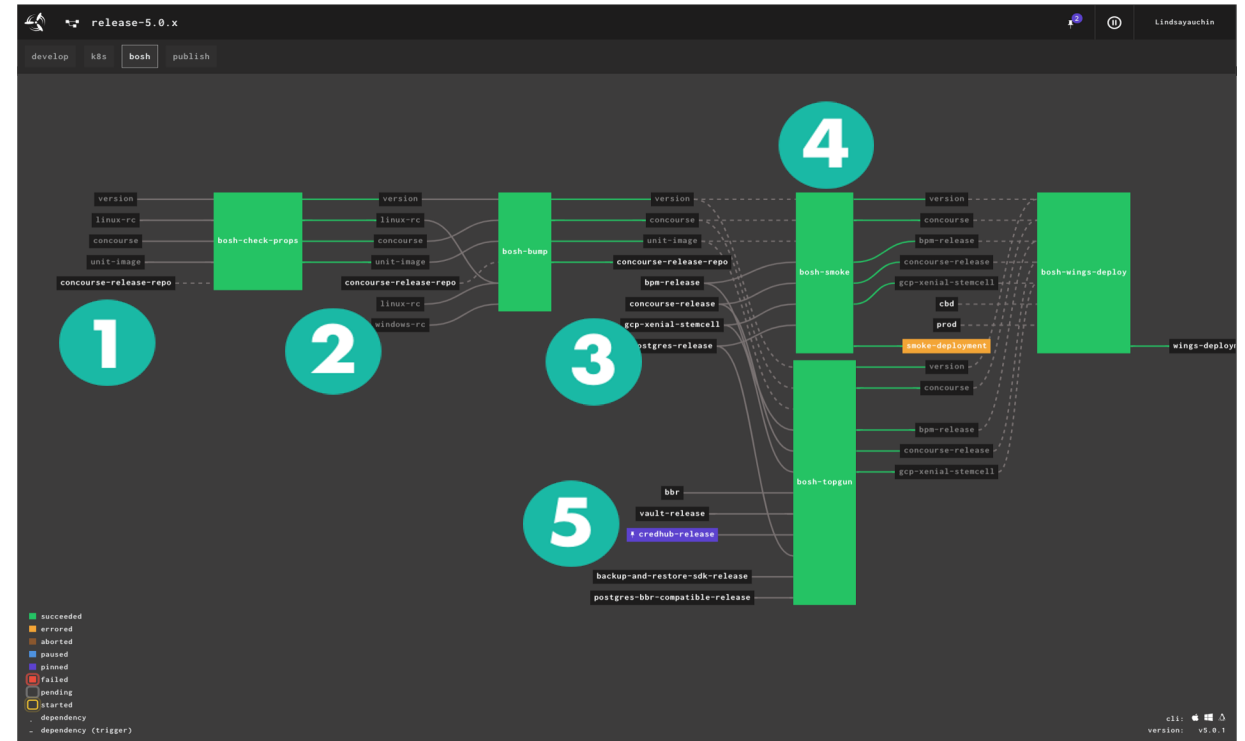 release-5.0.x
2
Lindsayauchin
develop k8s bosh publish
4
version
linux-rc
concourse
unit-image
concourse-release-repo
1
bosh-check-props
version
linux-rc
concourse
unit-image
concourse-release-repo
linux-rc
windows-rc
2
bosh-bump
version
concourse
unit-image
concourse-release-repo
bpm-release
concourse-release
gcp-xenial-stemcell
postgres-release
3
bosh-smoke
version
concourse
bpm-release
concourse-release
gcp-xenial-stemcell
cbd
prod
smoke-deployment
bosh-wings-deploy
wings-deploym
bbr
vault-release
credhub-release
backup-and-restore-sdk-release
postgres-bbr-compatible-release
5
bosh-topgun
version
concourse
bpm-release
concourse-release
gcp-xenial-stemcell
succeeded
errored
aborted
paused
pinned
failed
pending
started
dependency
dependency (trigger)
cli:
version: v5.0.1